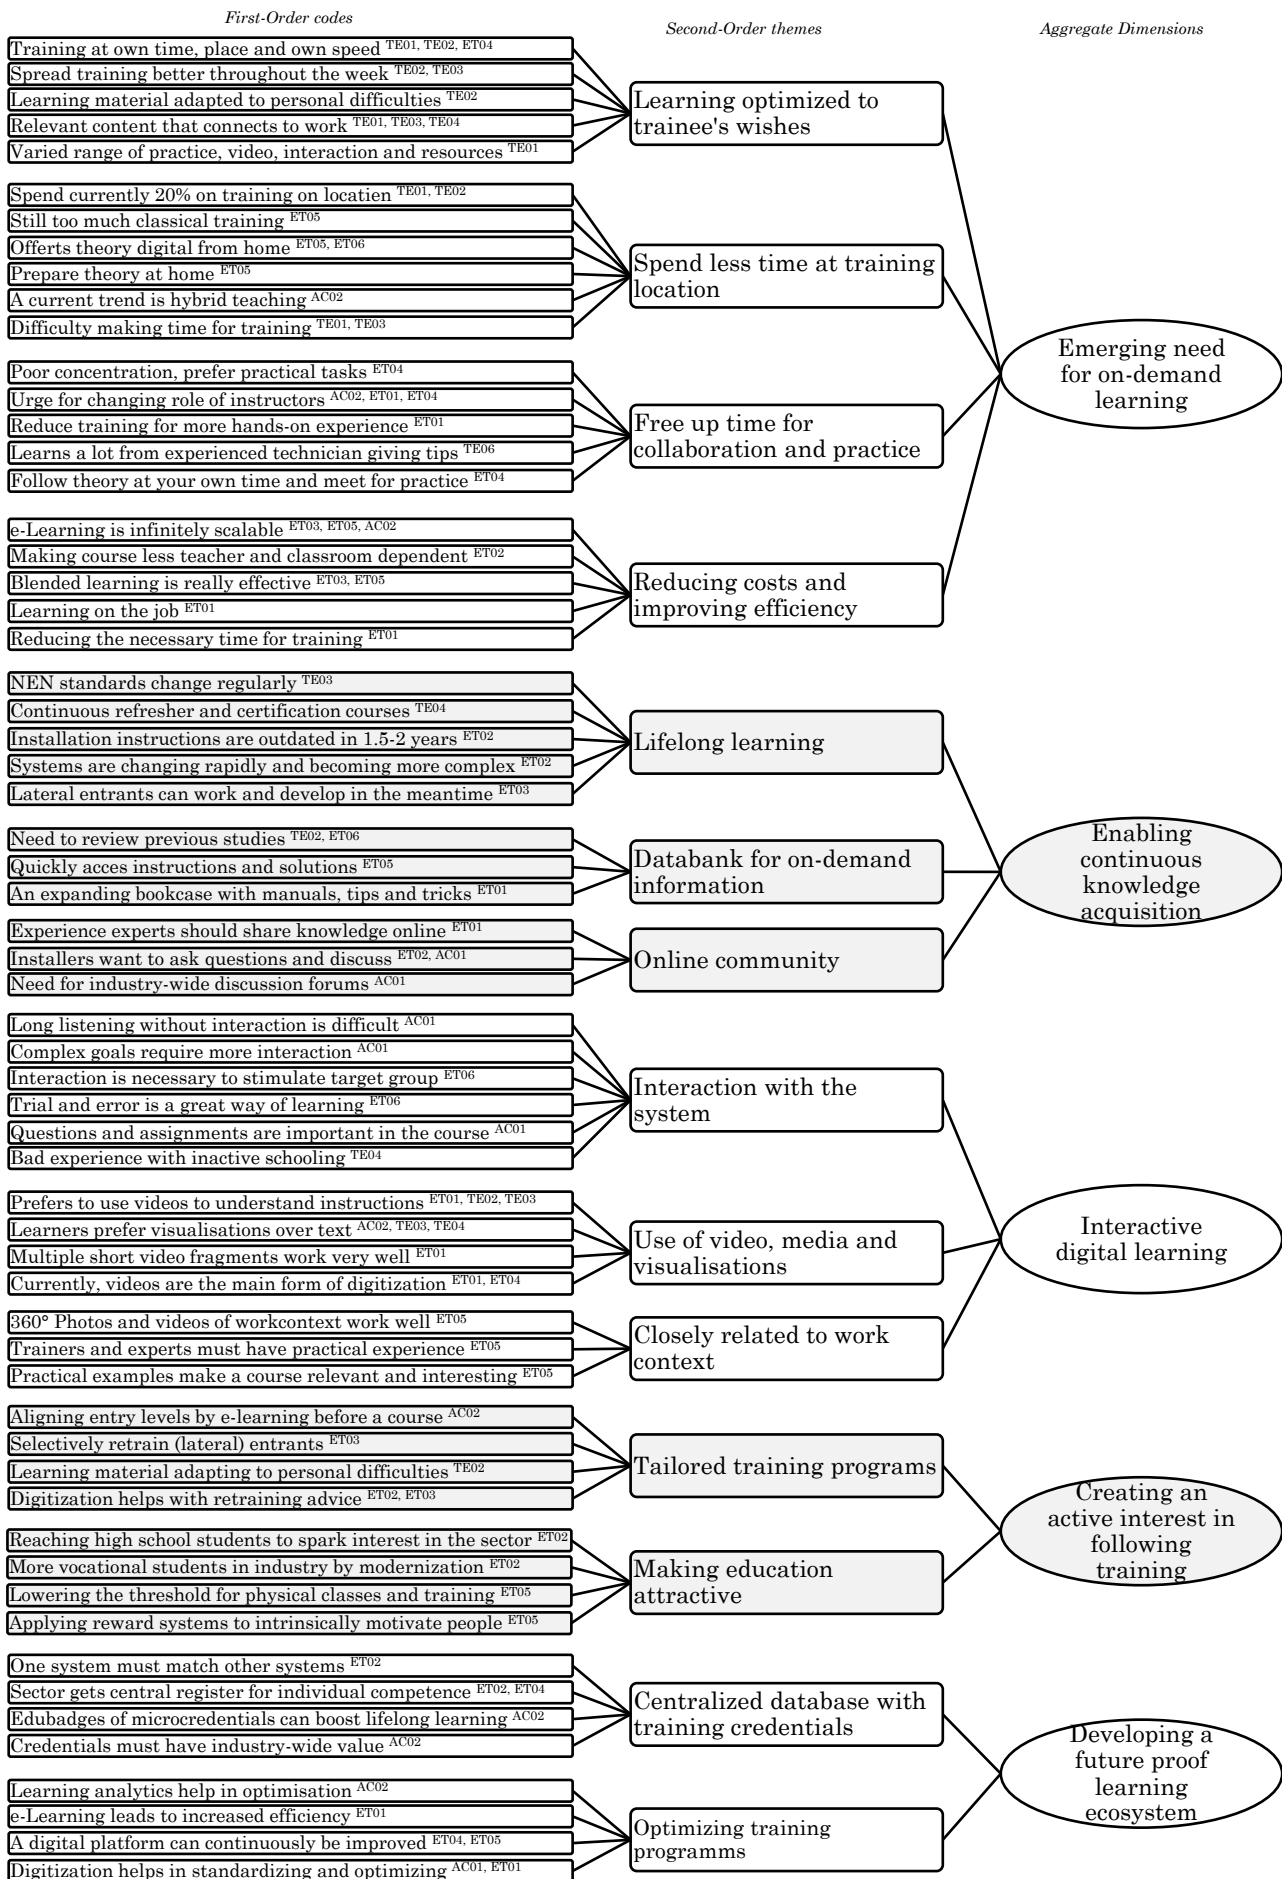 First-Order codes
Second-Order themes
Aggregate Dimensions
Training at own time, place and own speed TE01, TE02, ET04
Spread training better throughout the week TE02, TE03
Learning material adapted to personal difficulties TE02
Relevant content that connects to work TE01, TE03, TE04
Varied range of practice, video, interaction and resources TE01
Learning optimized to
trainee's wishes
Spend currently 20% on training on locatien TE01, TE02
Still too much classical training ET05
Offerts theory digital from home ET05, ET06
Prepare theory at home ET05
A current trend is hybrid teaching AC02
Difficulty making time for training TE01, TE03
Spend less time at training
location
Poor concentration, prefer practical tasks ET04
Urge for changing role of instructors AC02, ET01, ET04
Reduce training for more hands-on experience ET01
Learns a lot from experienced technician giving tips TE06
Follow theory at your own time and meet for practice ET04
Free up time for
collaboration and practice
e-Learning is infinitely scalable ET03, ET05, AC02
Making course less teacher and classroom dependent ET02
Blended learning is really effective ET03, ET05
Learning on the job ET01
Reducing the necessary time for training ET01
Reducing costs and
improving efficiency
Emerging need
for on-demand
learning
NEN standards change regularly TE03
Continuous refresher and certification courses TE04
Installation instructions are outdated in 1.5-2 years ET02
Systems are changing rapidly and becoming more complex ET02
Lateral entrants can work and develop in the meantime ET03
Lifelong learning
Need to review previous studies TE02, ET06
Quickly acces instructions and solutions ET05
An expanding bookcase with manuals, tips and tricks ET01
Databank for on-demand
information
Experience experts should share knowledge online ET01
Installers want to ask questions and discuss ET02, AC01
Need for industry-wide discussion forums AC01
Online community
Enabling
continuous
knowledge
acquisition
Long listening without interaction is difficult AC01
Complex goals require more interaction AC01
Interaction is necessary to stimulate target group ET06
Trial and error is a great way of learning ET06
Questions and assignments are important in the course AC01
Bad experience with inactive schooling TE04
Interaction with the
system
Prefers to use videos to understand instructions ET01, TE02, TE03
Learners prefer visualisations over text AC02, TE03, TE04
Multiple short video fragments work very well ET01
Currently, videos are the main form of digitization ET01, ET04
Use of video, media and
visualisations
360° Photos and videos of workcontext work well ET05
Trainers and experts must have practical experience ET05
Practical examples make a course relevant and interesting ET05
Closely related to work
context
Interactive
digital learning
Aligning entry levels by e-learning before a course AC02
Selectively retrain (lateral) entrants ET03
Learning material adapting to personal difficulties TE02
Digitization helps with retraining advice ET02, ET03
Tailored training programs
Reaching high school students to spark interest in the sector ET02
More vocational students in industry by modernization ET02
Lowering the threshold for physical classes and training ET05
Applying reward systems to intrinsically motivate people ET05
Making education
attractive
Creating an
active interest in
following
training
One system must match other systems ET02
Sector gets central register for individual competence ET02, ET04
Edubadges of microcredentials can boost lifelong learning AC02
Credentials must have industry-wide value AC02
Centralized database with
training credentials
Learning analytics help in optimisation AC02
e-Learning leads to increased efficiency ET01
A digital platform can continuously be improved ET04, ET05
Digitization helps in standardizing and optimizing AC01, ET01
Optimizing training
programms
Developing a
future proof
learning
ecosystem